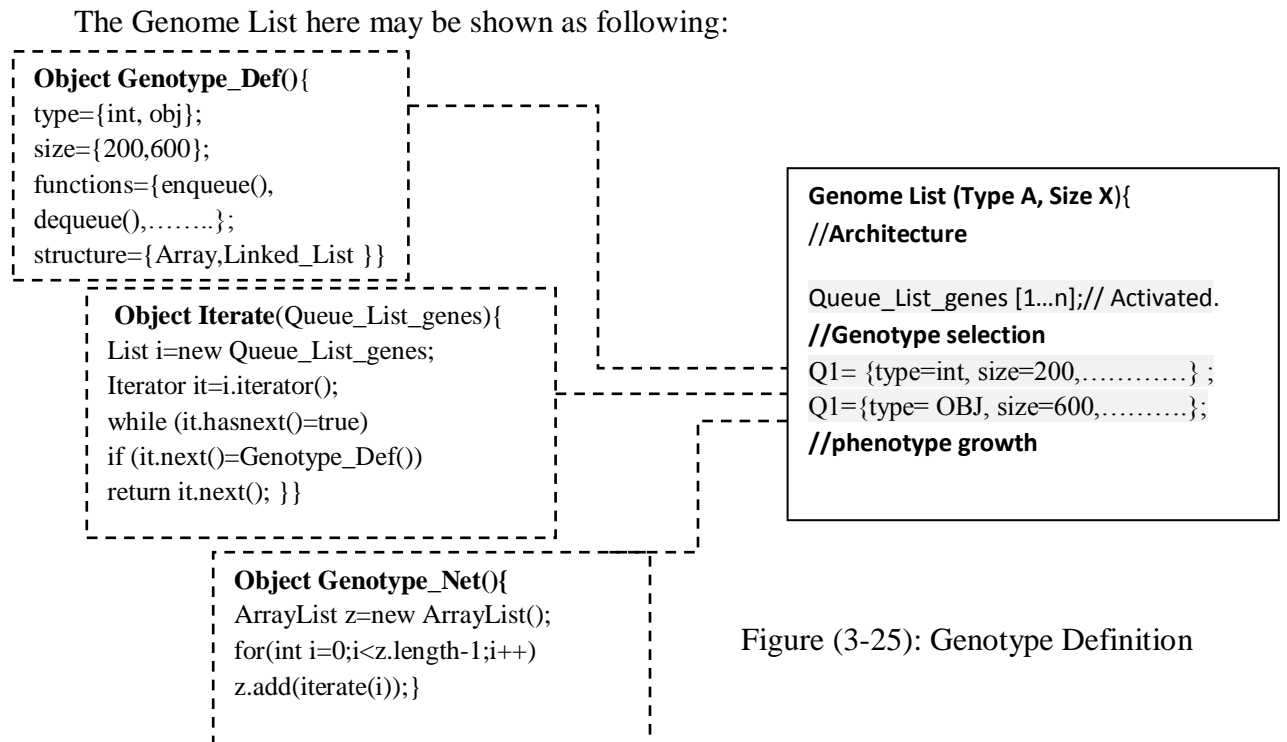 The Genome List here may be shown as following:
Object Genotype_Def(){
type={int, obj};
size={200,600};
functions={enqueue(),
dequeue(),……..};
structure={Array,Linked_List }}
Object Iterate(Queue_List_genes){
List i=new Queue_List_genes;
Iterator it=i.iterator();
while (it.hasnext()=true)
if (it.next()=Genotype_Def())
return it.next(); }}
Object Genotype_Net(){
ArrayList z=new ArrayList();
for(int i=0;i<z.length-1;i++)
z.add(iterate(i));}
Genome List (Type A, Size X){
//Architecture
Queue_List_genes [1…n];// Activated.
//Genotype selection
Q1= {type=int, size=200,…………} ;
Q1={type= OBJ, size=600,……….};
//phenotype growth
Figure (3-25): Genotype Definition